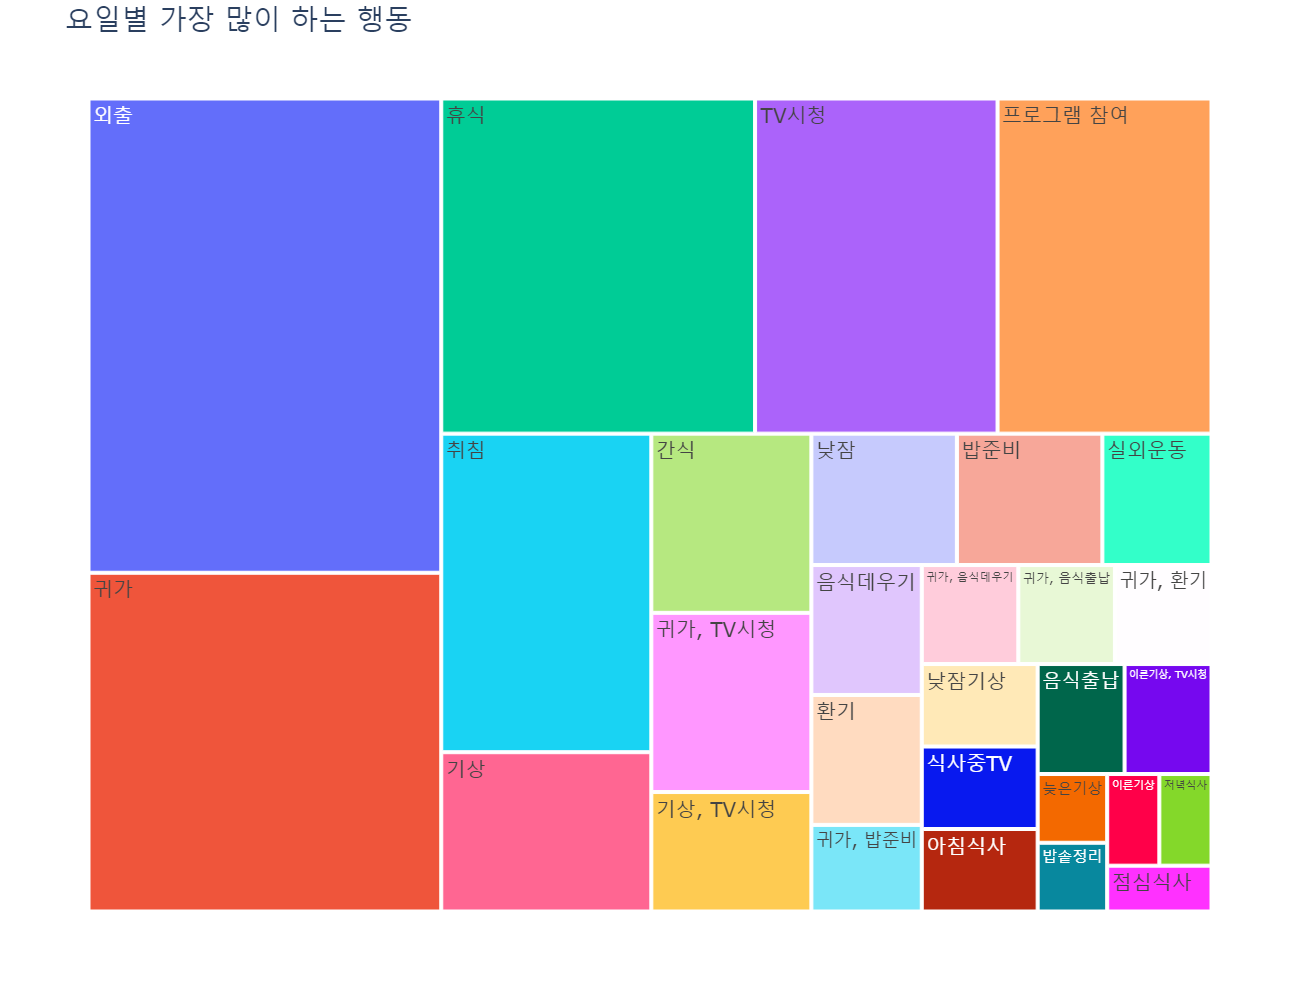 요일별 가장 많이 하는 행동
외출
휴식
TV시청
프로그램 참여
취침
간식
낮잠
밥준비
실외운동
귀가
음식데우기
귀가, 음식데우기
귀가, 음식출납
귀가, 환기
귀가, TV시청
낮잠기상
음식출납
이른기상, TV시청
환기
기상
식사중TV
기상, TV시청
늦은기상
이른기상
저녁식사
귀가, 밥준비
아침식사
밥솥정리
점심식사